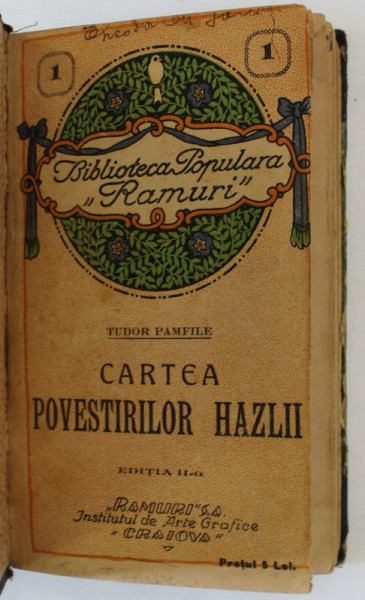 1
1
Biblioteca Populara
„Ramuri"
TUDOR PAMFILE
CARTEA
POVESTIRILOR HAZLII
EDIȚIA II-a
„RAMURI" S.A.
Institutul de Arte Grafice
"CRAIOVA"
Prețul 5 Lei.